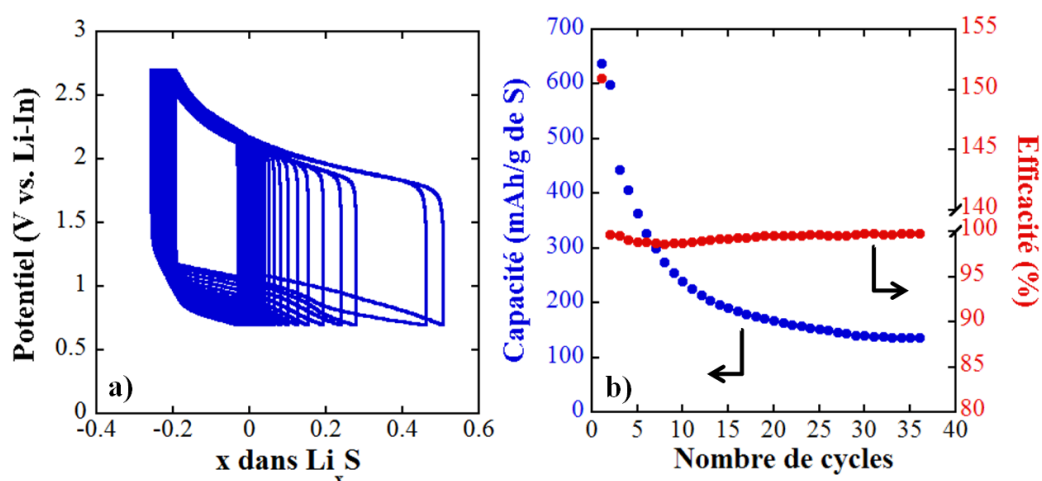 Potentiel (V vs. Li-In)
3
2.5
2
1.5
1
0.5
0
a)
-0.4 -0.2 0 0.2 0.4 0.6
x dans LixS
Capacité (mAh/g de S)
700
600
500
400
300
200
100
0
b)
0 5 10 15 20 25 30 35 40
Nombre de cycles
155
150
145
140
100
95
90
85
80
Efficacité (%)